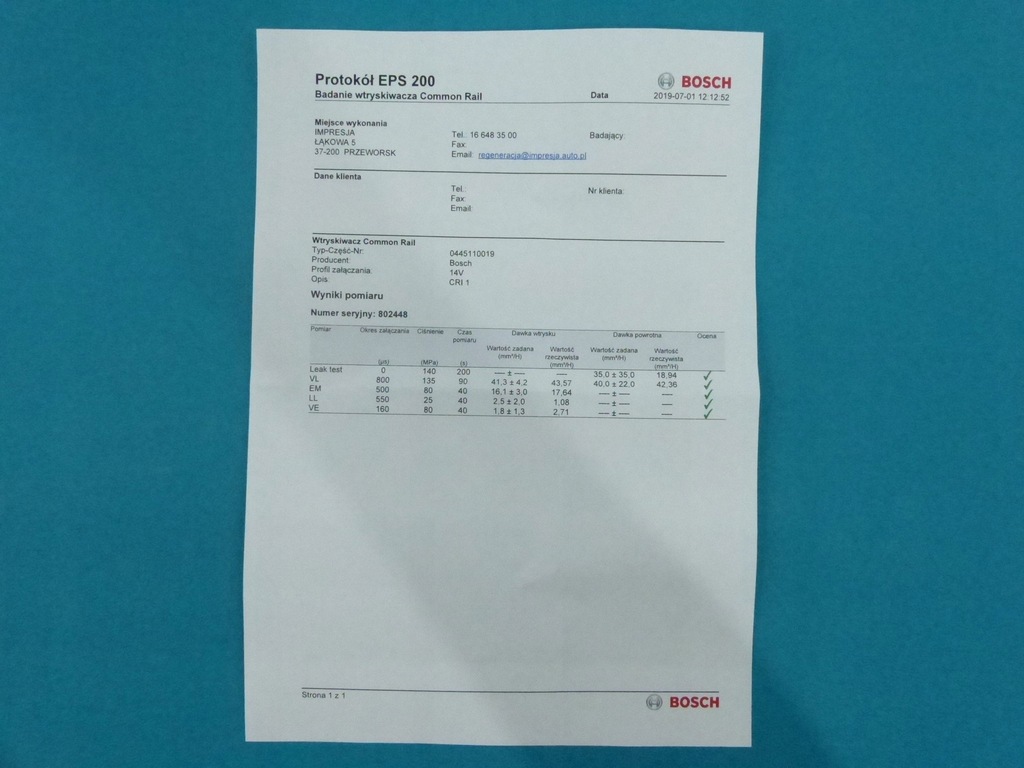 Protokół EPS 200
BOSCH
Badanie wtryskiwacza Common Rail Data 2019-07-01 12:12:52
Miejsce wykonania
IMPRESJA Tel. 16 648 35 00 Badający:
ŁĄKOWA 5 Fax:
37-200 PRZEWORSK Email: regeneracja@impresja.auto.pl
Dane klienta
Tel.: Nr klienta:
Fax:
Email:
Wtryskiwacz Common Rail
Typ-Część-Nr: 0445110019
Producent: Bosch
Profil załączania: 14V
Opis: CRI 1
Wyniki pomiaru
Numer seryjny: 802448
Pomiar Okres załączania Ciśnienie Czas pomiaru Dawka wtrysku Dawka powrotna Ocena
Wartość zadana Wartość rzeczywista Wartość zadana Wartość rzeczywista
(µs) (MPa) (s) (mm³/H) (mm³/H) (mm³/H) (mm³/H)
Leak test 0 140 200 ---- ± ---- ---- 35,0 ± 35,0 18,94 ✓
VL 800 135 90 41,3 ± 4,2 43,57 40,0 ± 22,0 42,36 ✓
EM 500 80 40 16,1 ± 3,0 17,64 ---- ± ---- ---- ✓
LL 550 25 40 2,5 ± 2,0 1,08 ---- ± ---- ---- ✓
VE 160 80 40 1,8 ± 1,3 2,71 ---- ± ---- ---- ✓
Strona 1 z 1
BOSCH